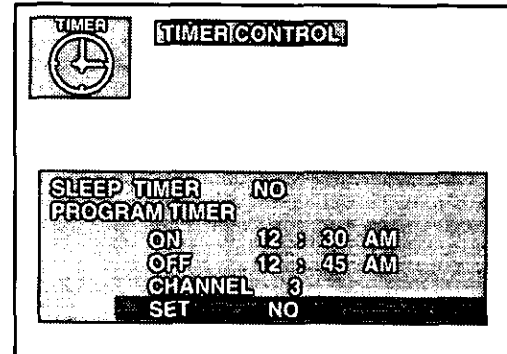 TIMER
TIMER CONTROL
SLEEP TIMER NO
PROGRAM TIMER
ON 12 : 30 AM
OFF 12 : 45 AM
CHANNEL 3
SET NO